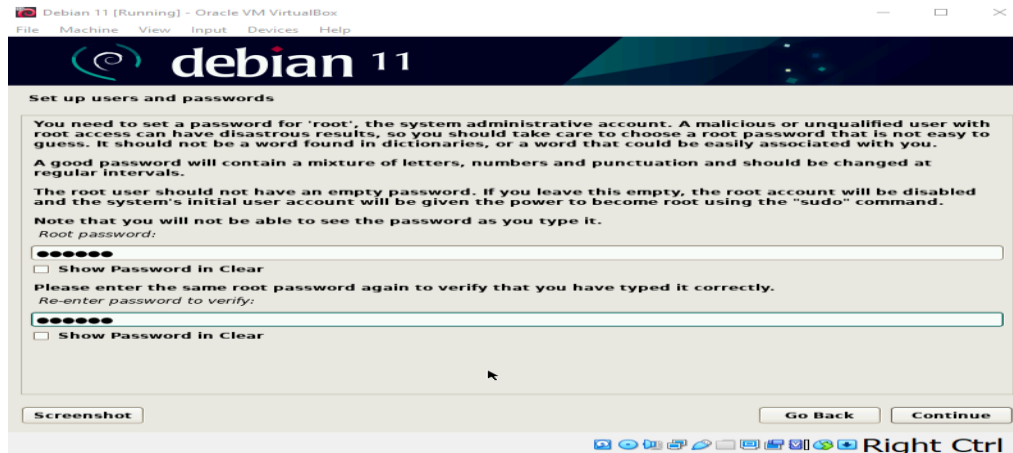 Debian 11 [Running] - Oracle VM VirtualBox
File Machine View Input Devices Help
debian 11
Set up users and passwords
You need to set a password for 'root', the system administrative account. A malicious or unqualified user with
root access can have disastrous results, so you should take care to choose a root password that is not easy to
guess. It should not be a word found in dictionaries, or a word that could be easily associated with you.
A good password will contain a mixture of letters, numbers and punctuation and should be changed at
regular intervals.
The root user should not have an empty password. If you leave this empty, the root account will be disabled
and the system's initial user account will be given the power to become root using the "sudo" command.
Note that you will not be able to see the password as you type it.
Root password:
●●●●●●
Show Password in Clear
Please enter the same root password again to verify that you have typed it correctly.
Re-enter password to verify:
●●●●●●
Show Password in Clear
Screenshot Go Back Continue
Right Ctrl